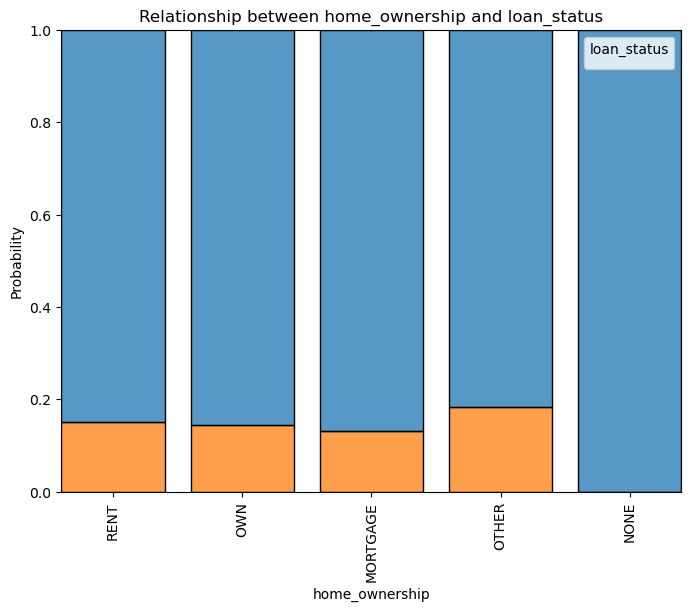 Relationship between home_ownership and loan_status
loan_status
Probability
1.0
0.8
0.6
0.4
0.2
0.0
RENT
OWN
MORTGAGE
OTHER
NONE
home_ownership